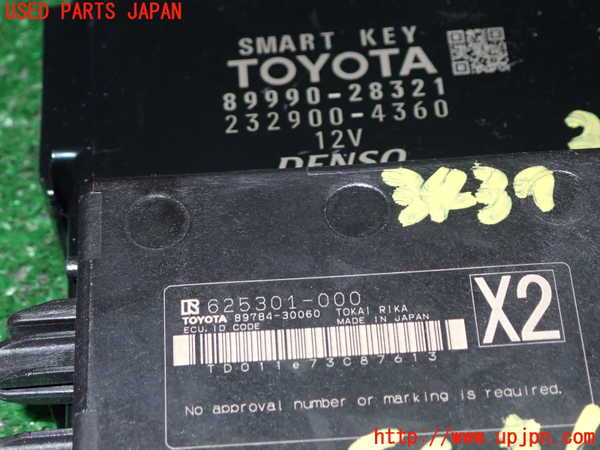 USED PARTS JAPAN
SMART KEY
TOYOTA
89990-28321
232900-4360
12V
DENSO
625301-000
TOYOTA 89784-30060 TOKAI RIKA
ECU, ID CODE MADE IN JAPAN
X2
TD011e73C87613
No approval number or marking is required.
http://www.upjpn.com